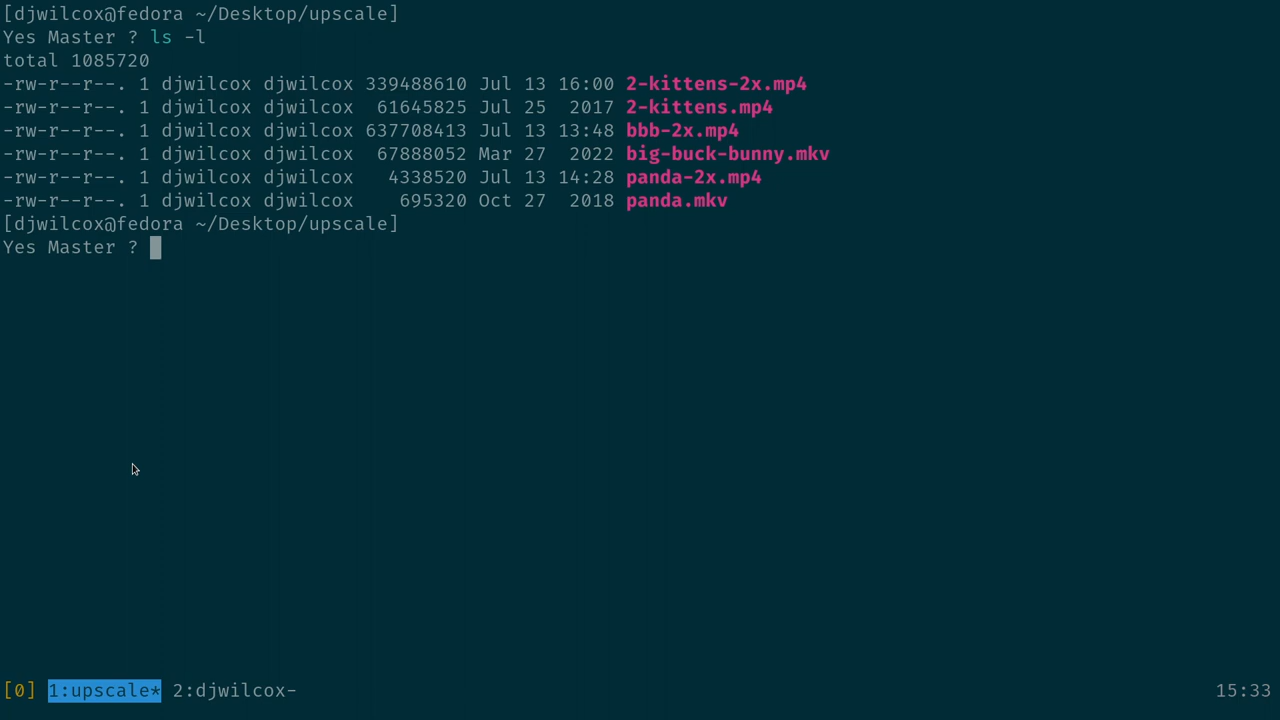 [djwilcox@fedora ~/Desktop/upscale]
Yes Master ? ls -l
total 1085720
-rw-r--r--. 1 djwilcox djwilcox 339488610 Jul 13 16:00 2-kittens-2x.mp4
-rw-r--r--. 1 djwilcox djwilcox  61645825 Jul 25  2017 2-kittens.mp4
-rw-r--r--. 1 djwilcox djwilcox 637708413 Jul 13 13:48 bbb-2x.mp4
-rw-r--r--. 1 djwilcox djwilcox  67888052 Mar 27  2022 big-buck-bunny.mkv
-rw-r--r--. 1 djwilcox djwilcox   4338520 Jul 13 14:28 panda-2x.mp4
-rw-r--r--. 1 djwilcox djwilcox    695320 Oct 27  2018 panda.mkv
[djwilcox@fedora ~/Desktop/upscale]
Yes Master ?
[0] 1:upscale* 2:djwilcox- 15:33